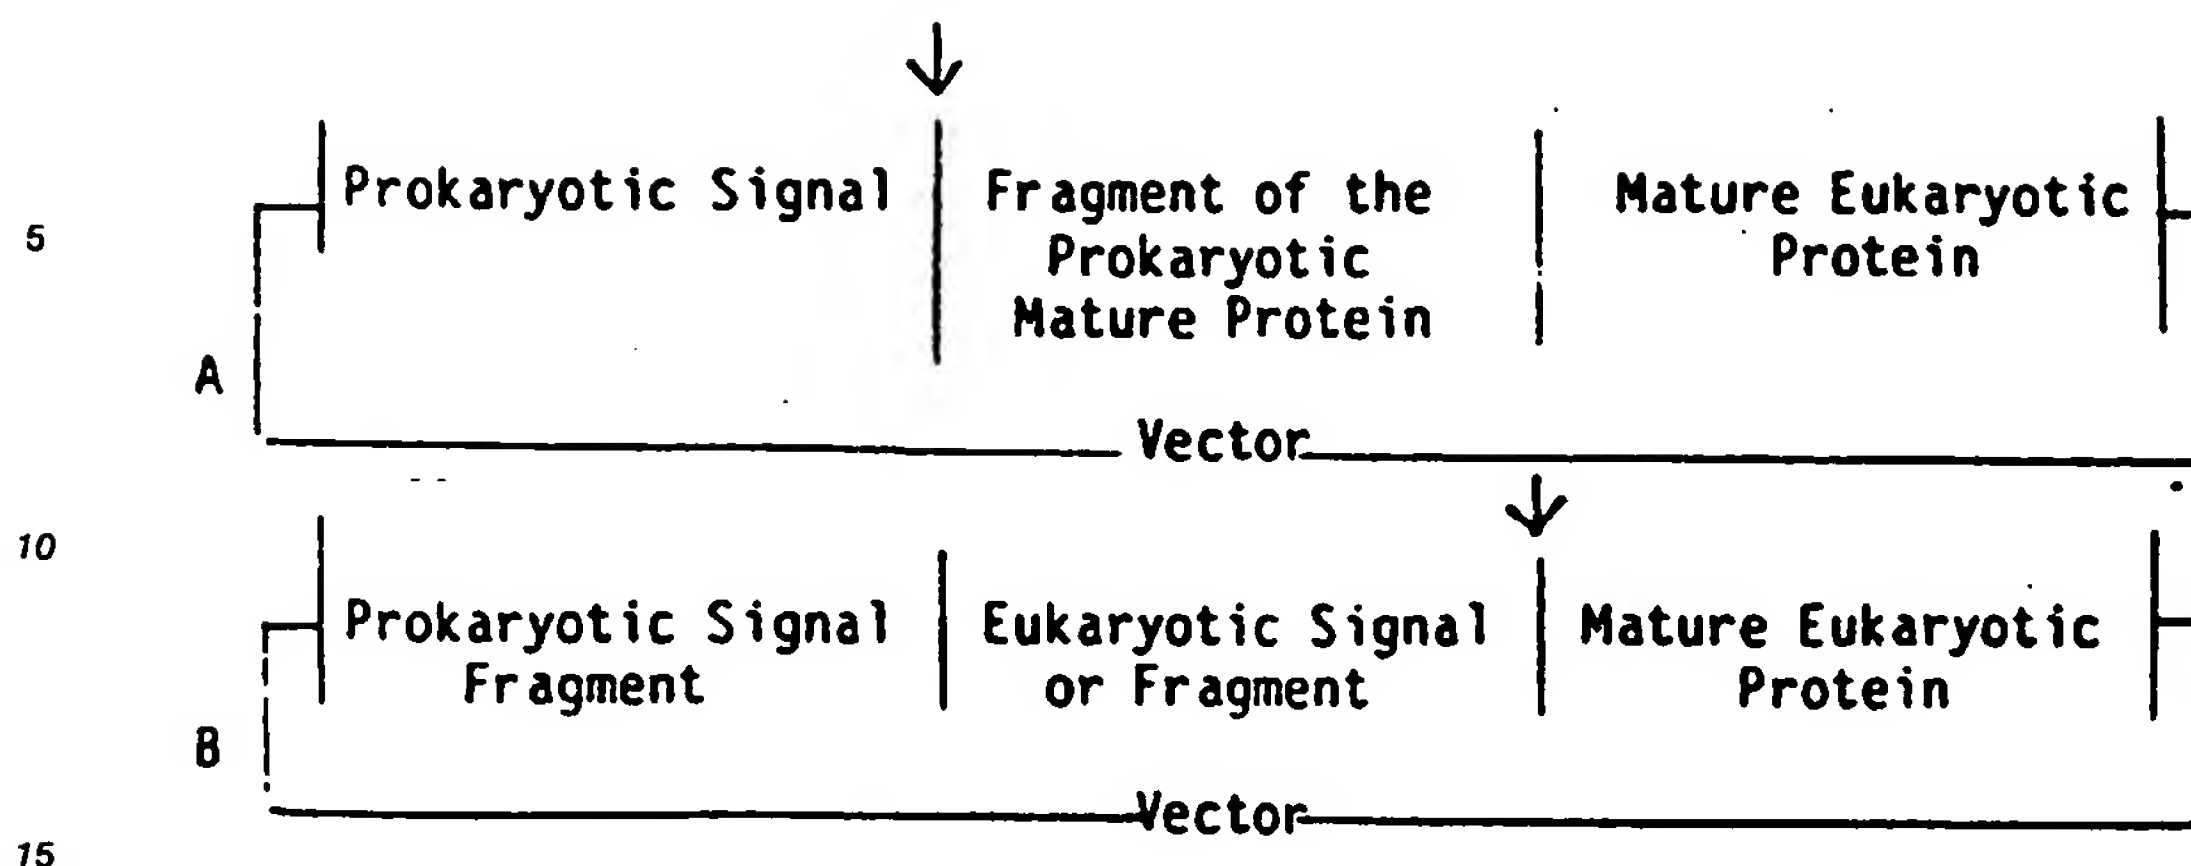 Prokaryotic Signal
Fragment of the
Prokaryotic
Mature Protein
Mature Eukaryotic
Protein
5
A
Vector
10
Prokaryotic Signal
Fragment
Eukaryotic Signal
or Fragment
Mature Eukaryotic
Protein
B
Vector
15